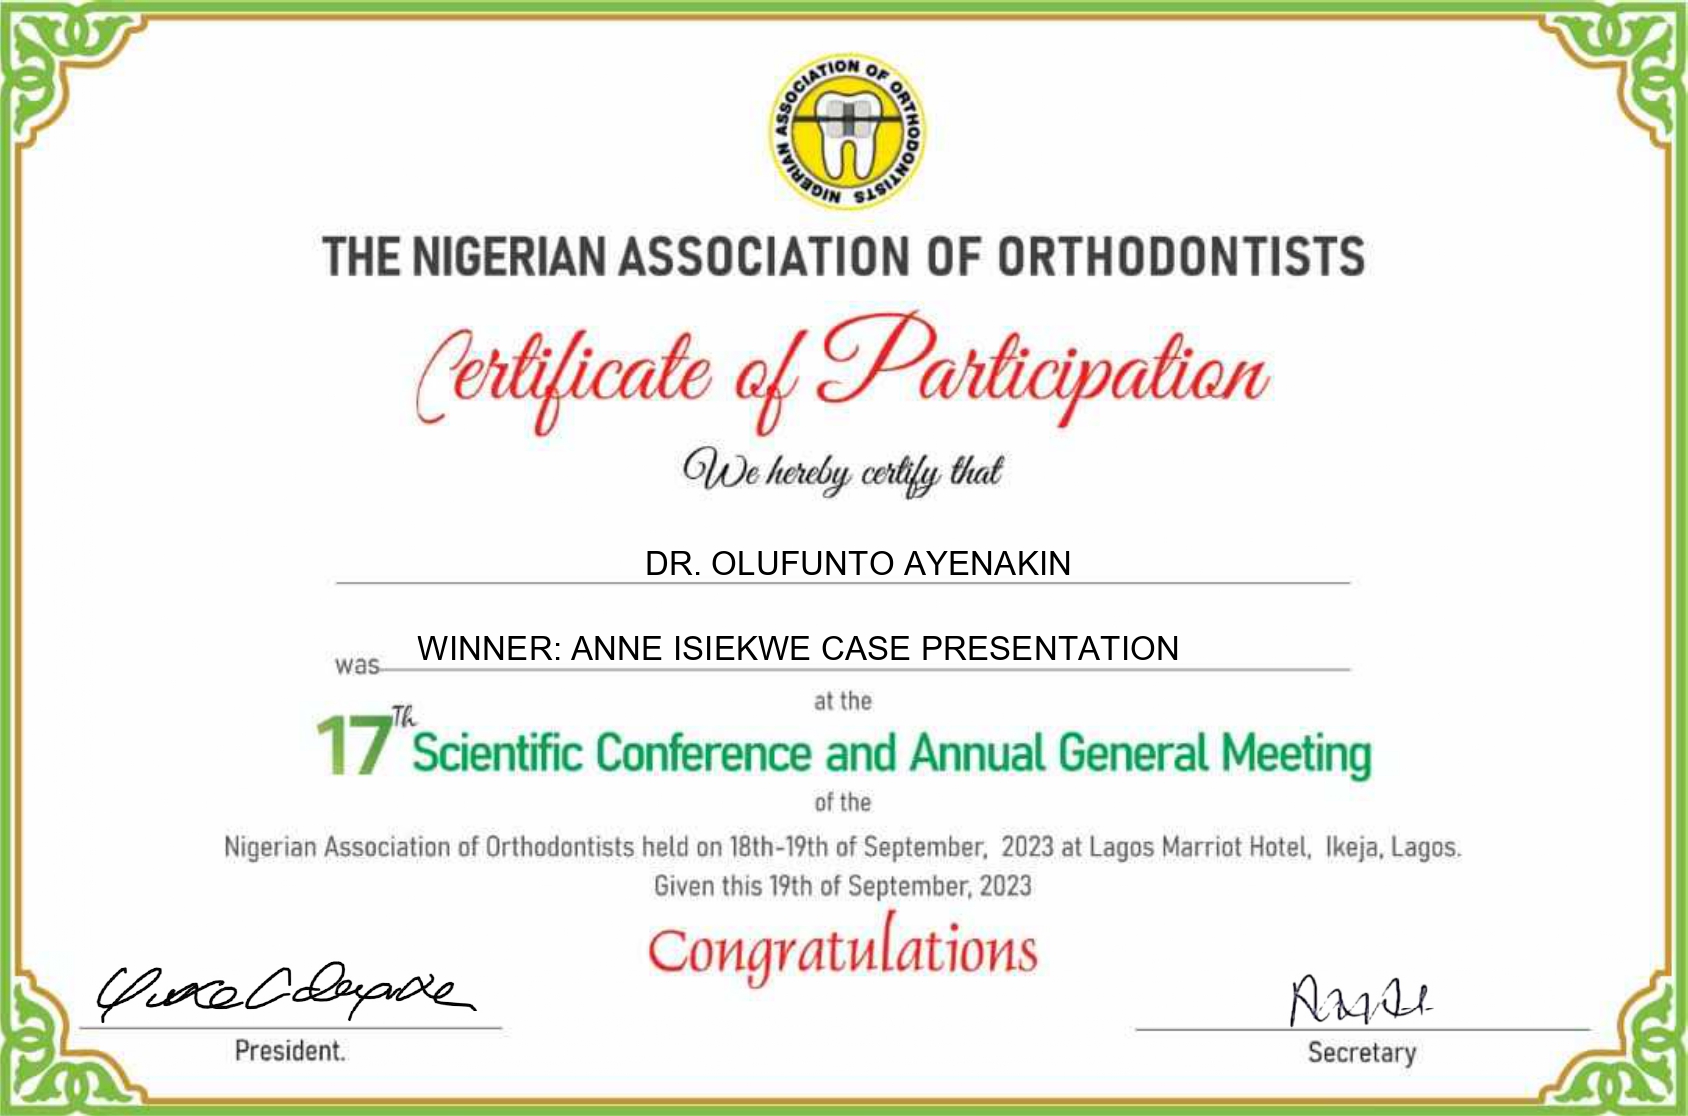 NIGERIAN ASSOCIATION OF ORTHODONTISTS
THE NIGERIAN ASSOCIATION OF ORTHODONTISTS
Certificate of Participation
We hereby certify that
DR. OLUFUNTO AYENAKIN
was WINNER: ANNE ISIEKWE CASE PRESENTATION
at the
17Th Scientific Conference and Annual General Meeting
of the
Nigerian Association of Orthodontists held on 18th-19th of September, 2023 at Lagos Marriot Hotel, Ikeja, Lagos.
Given this 19th of September, 2023
Congratulations
President.
Secretary